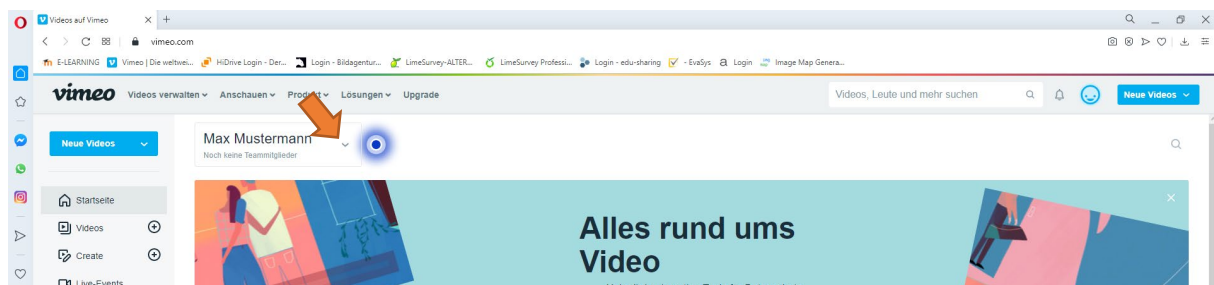 Videos auf Vimeo
vimeo.com
E-LEARNING Vimeo | Die weltwei... HiDrive Login - Der... Login - Bildagentur... LimeSurvey-ALTER... LimeSurvey Professi... Login - edu-sharing - EvaSys Login Image Map Genera...
vimeo Videos verwalten Anschauen Produkt Lösungen Upgrade Videos, Leute und mehr suchen Neue Videos
Neue Videos
Max Mustermann
Noch keine Teammitglieder
Startseite
Videos
Create
Live-Events
Alles rund ums
Video